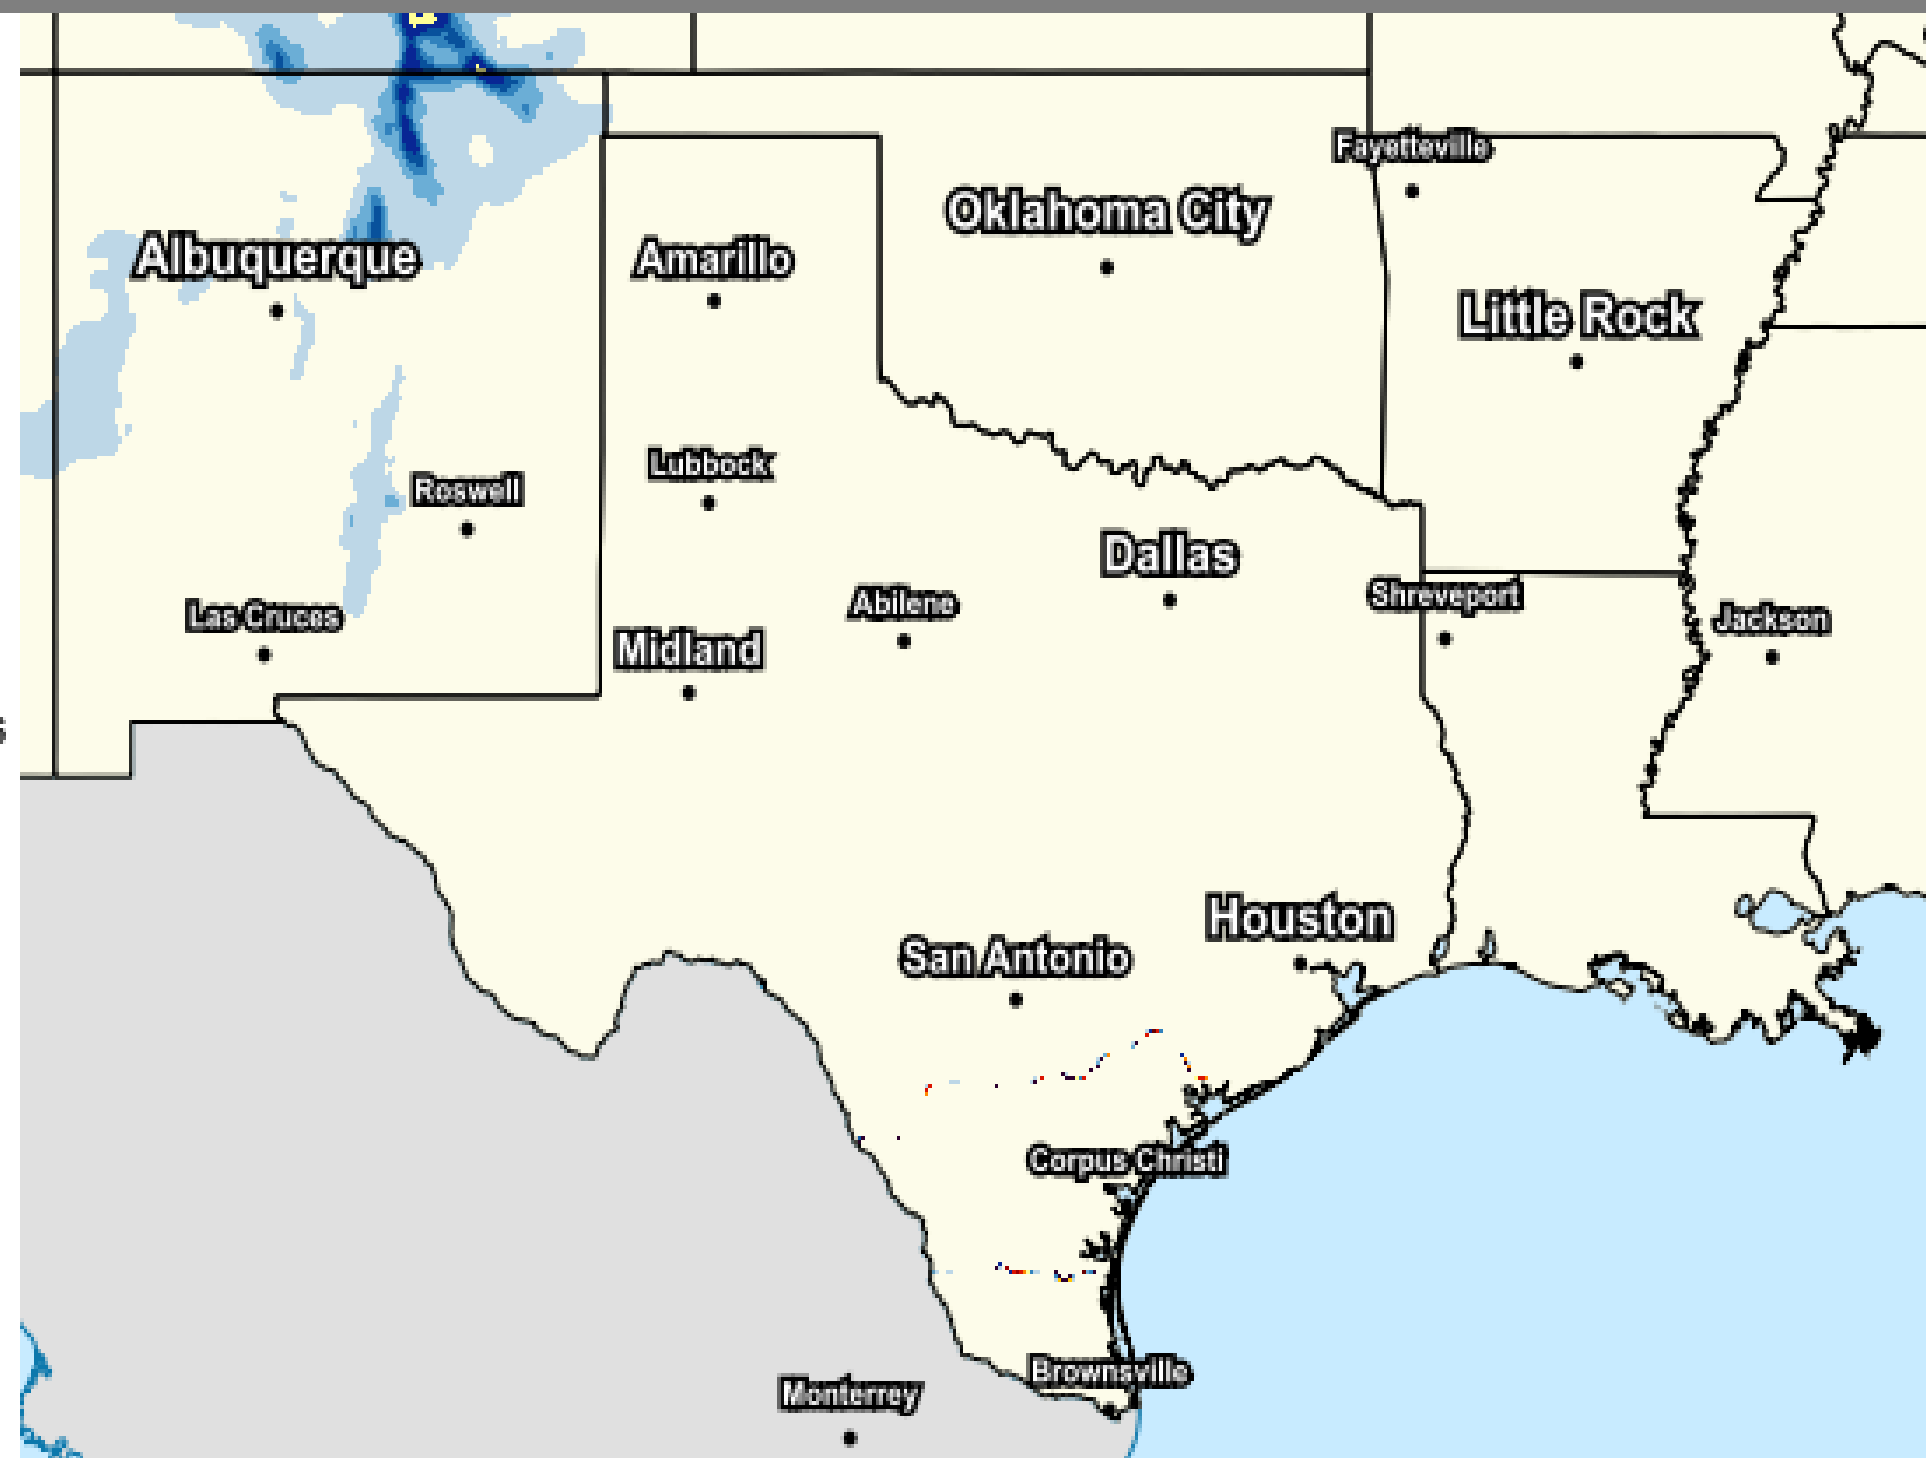 Fayetteville
Oklahoma City
Albuquerque
Amarillo
Little Rock
Lubbock
Roswell
Dallas
Shreveport
Abilene
Las Cruces
Jackson
Midland
Houston
San Antonio
Corpus Christi
Brownsville
Monterrey